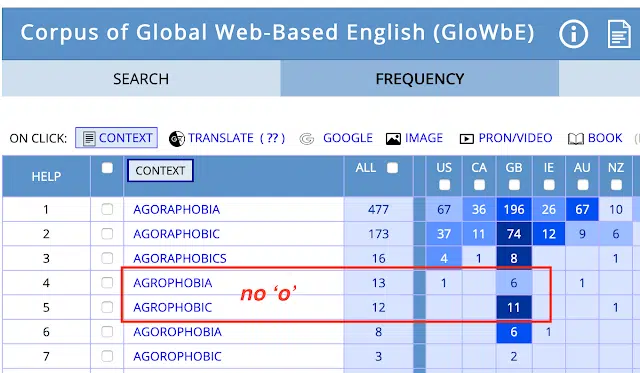 Corpus of Global Web-Based English (GloWbE)
SEARCH FREQUENCY
ON CLICK: CONTEXT TRANSLATE ( ?? ) GOOGLE IMAGE PRON/VIDEO BOOK (
HELP CONTEXT ALL US CA GB IE AU NZ
1 AGORAPHOBIA 477 67 36 196 26 67 10
2 AGORAPHOBIC 173 37 11 74 12 9 6
3 AGORAPHOBICS 16 4 1 8 1
4 AGROPHOBIA 13 1 6 1
no ‘o’
5 AGROPHOBIC 12 11 1
6 AGOROPHOBIA 8 6 1
7 AGOROPHOBIC 3 2